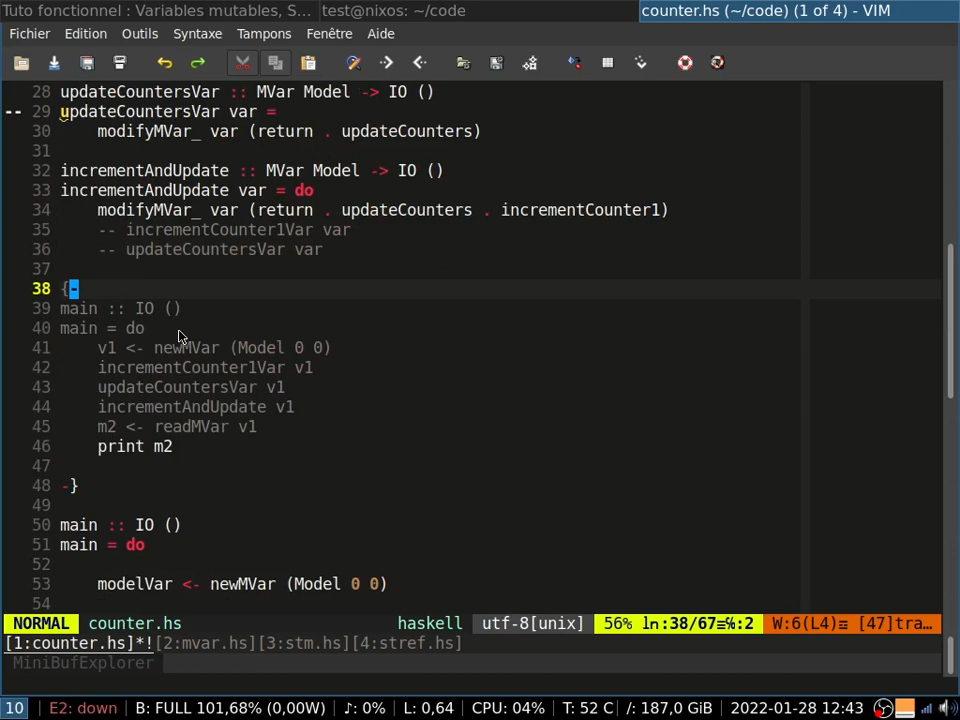 Tuto fonctionnel : Variables mutables, S... test@nixos: ~/code counter.hs (~/code) (1 of 4) - VIM
Fichier Edition Outils Syntaxe Tampons Fenêtre Aide
28 updateCountersVar :: MVar Model -> IO ()
-- 29 updateCountersVar var =
30     modifyMVar_ var (return . updateCounters)
31
32 incrementAndUpdate :: MVar Model -> IO ()
33 incrementAndUpdate var = do
34     modifyMVar_ var (return . updateCounters . incrementCounter1)
35     -- incrementCounter1Var var
36     -- updateCountersVar var
37
38 {-
39 main :: IO ()
40 main = do
41     v1 <- newMVar (Model 0 0)
42     incrementCounter1Var v1
43     updateCountersVar v1
44     incrementAndUpdate v1
45     m2 <- readMVar v1
46     print m2
47
48 -}
49
50 main :: IO ()
51 main = do
52
53     modelVar <- newMVar (Model 0 0)
54
NORMAL counter.hs haskell utf-8[unix] 56% ln:38/67≡℅:2 W:6(L4)☲ [47]tra…
[1:counter.hs]*![2:mvar.hs][3:stm.hs][4:stref.hs]
MiniBufExplorer
10 E2: down B: FULL 101,68% (0,00W) ♪: 0% L: 0,64 CPU: 04% T: 52 C /: 187,0 GiB 2022-01-28 12:43